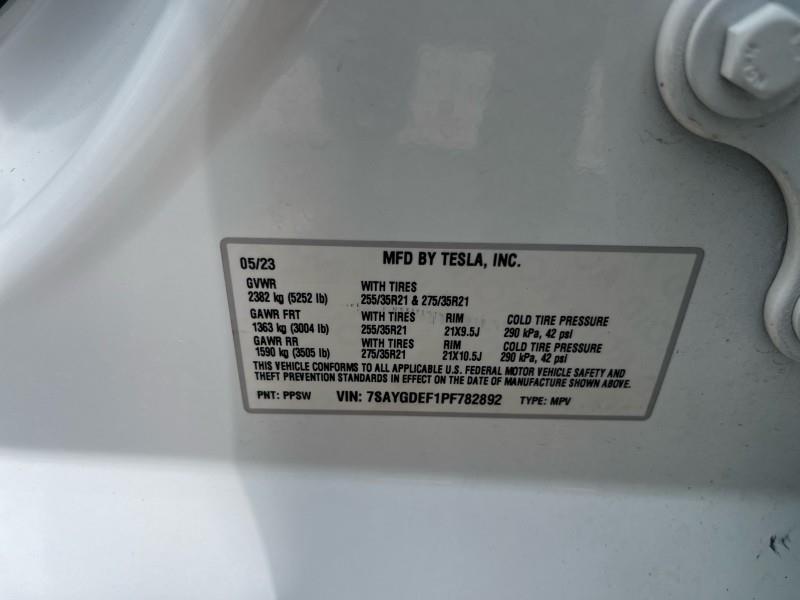 05/23 MFD BY TESLA, INC.
GVWR WITH TIRES
2382 kg (5252 lb) 255/35R21 & 275/35R21
GAWR FRT WITH TIRES RIM COLD TIRE PRESSURE
1363 kg (3004 lb) 255/35R21 21X9.5J 290 kPa, 42 psi
GAWR RR WITH TIRES RIM COLD TIRE PRESSURE
1590 kg (3505 lb) 275/35R21 21X10.5J 290 kPa, 42 psi
THIS VEHICLE CONFORMS TO ALL APPLICABLE U.S. FEDERAL MOTOR VEHICLE SAFETY AND
THEFT PREVENTION STANDARDS IN EFFECT ON THE DATE OF MANUFACTURE SHOWN ABOVE.
PNT: PPSW VIN: 7SAYGDEF1PF782892 TYPE: MPV